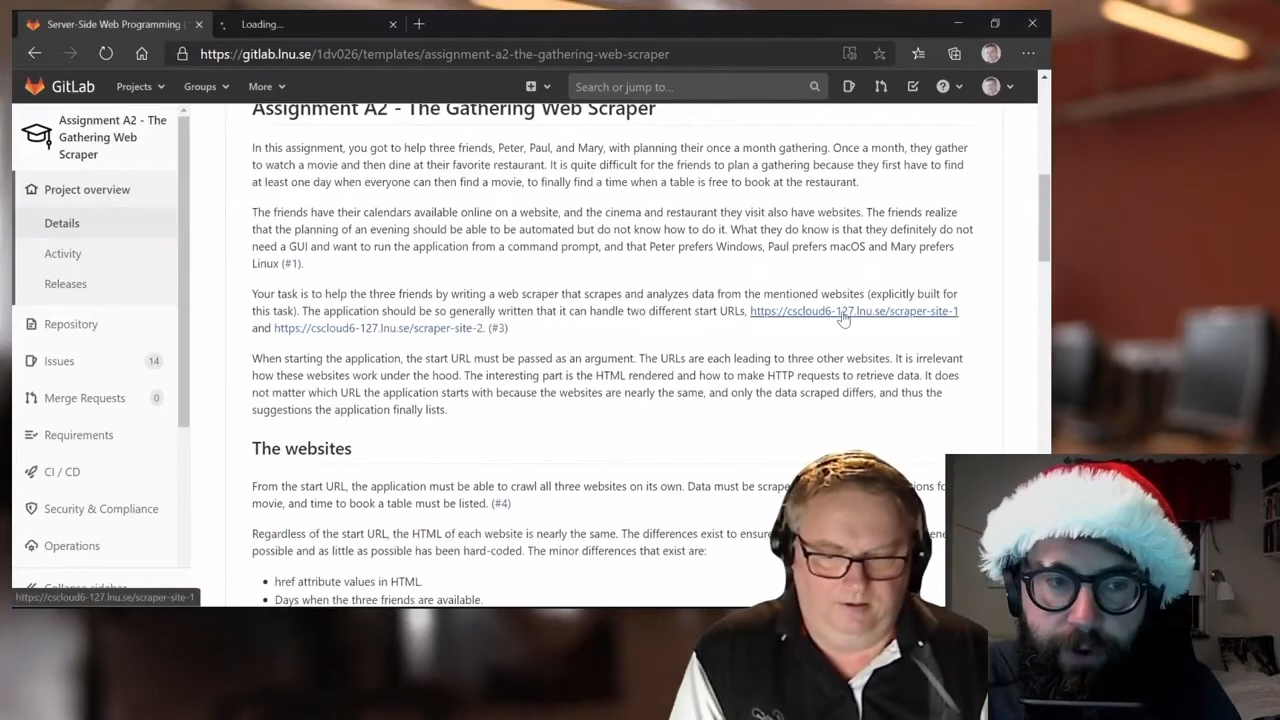 Server-Side Web Programming (
Loading...
https://gitlab.lnu.se/1dv026/templates/assignment-a2-the-gathering-web-scraper
GitLab
Projects
Groups
More
Search or jump to...
Assignment A2 - The
Gathering Web
Scraper
Project overview
Details
Activity
Releases
Repository
Issues 14
Merge Requests 0
Requirements
CI / CD
Security & Compliance
Operations
Collapse sidebar
https://cscloud6-127.lnu.se/scraper-site-1
Assignment A2 - The Gathering Web Scraper
In this assignment, you got to help three friends, Peter, Paul, and Mary, with planning their once a month gathering. Once a month, they gather
to watch a movie and then dine at their favorite restaurant. It is quite difficult for the friends to plan a gathering because they first have to find
at least one day when everyone can then find a movie, to finally find a time when a table is free to book at the restaurant.
The friends have their calendars available online on a website, and the cinema and restaurant they visit also have websites. The friends realize
that the planning of an evening should be able to be automated but do not know how to do it. What they do know is that they definitely do not
need a GUI and want to run the application from a command prompt, and that Peter prefers Windows, Paul prefers macOS and Mary prefers
Linux (#1).
Your task is to help the three friends by writing a web scraper that scrapes and analyzes data from the mentioned websites (explicitly built for
this task). The application should be so generally written that it can handle two different start URLs, https://cscloud6-127.lnu.se/scraper-site-1
and https://cscloud6-127.lnu.se/scraper-site-2. (#3)
When starting the application, the start URL must be passed as an argument. The URLs are each leading to three other websites. It is irrelevant
how these websites work under the hood. The interesting part is the HTML rendered and how to make HTTP requests to retrieve data. It does
not matter which URL the application starts with because the websites are nearly the same, and only the data scraped differs, and thus the
suggestions the application finally lists.
The websites
From the start URL, the application must be able to crawl all three websites on its own. Data must be scrape
movie, and time to book a table must be listed. (#4)
Regardless of the start URL, the HTML of each website is nearly the same. The differences exist to ensure
possible and as little as possible has been hard-coded. The minor differences that exist are:
href attribute values in HTML.
Days when the three friends are available.